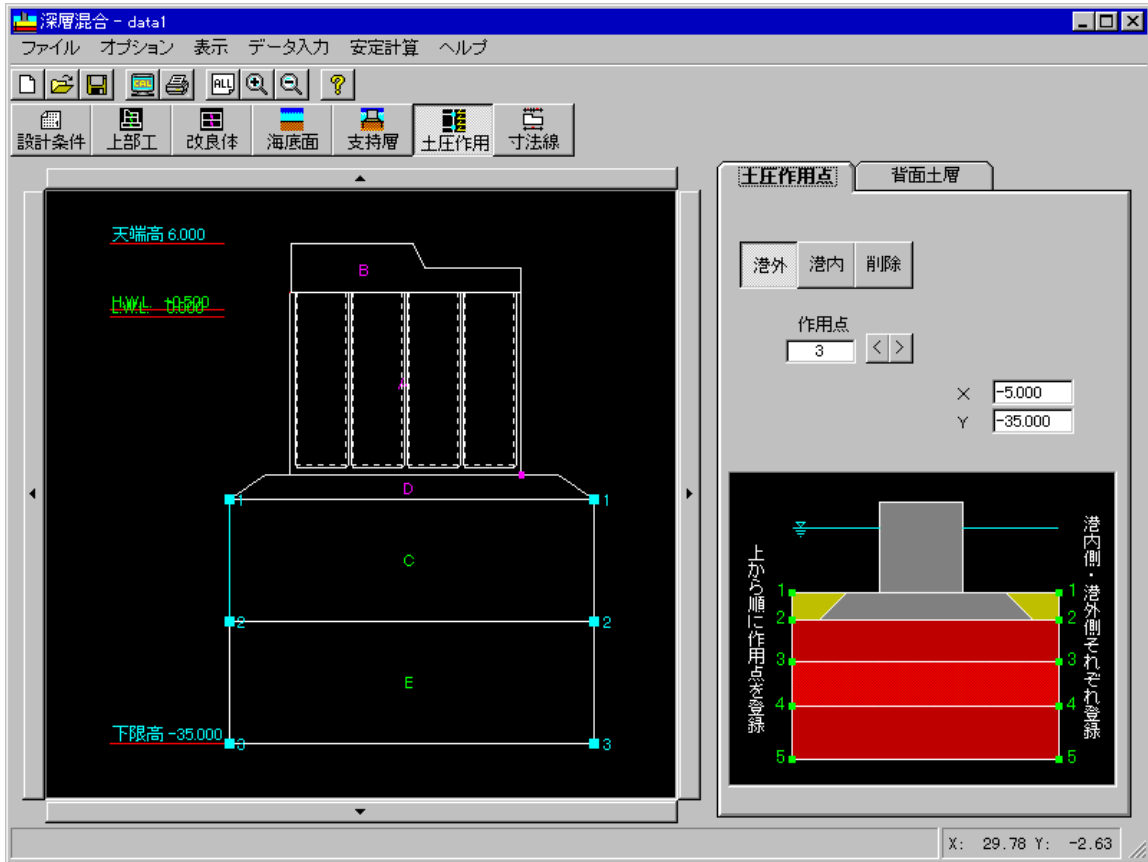 深層混合 - data1
ファイル オプション 表示 データ入力 安定計算 ヘルプ
CAL ALL ?
設計条件 上部工 改良体 海底面 支持層 土圧作用 寸法線
天端高 6.000
H.W.L. +0.500
L.W.L. 0.000
B
A
D
1 1
C
2 2
E
下限高 -35.000
3 3
土圧作用点 背面土層
港外 港内 削除
作用点
3 < >
X -5.000
Y -35.000
上から順に作用点を登録
港内側・港外側それぞれ登録
1 1
2 2
3 3
4 4
5 5
X: 29.78 Y: -2.63